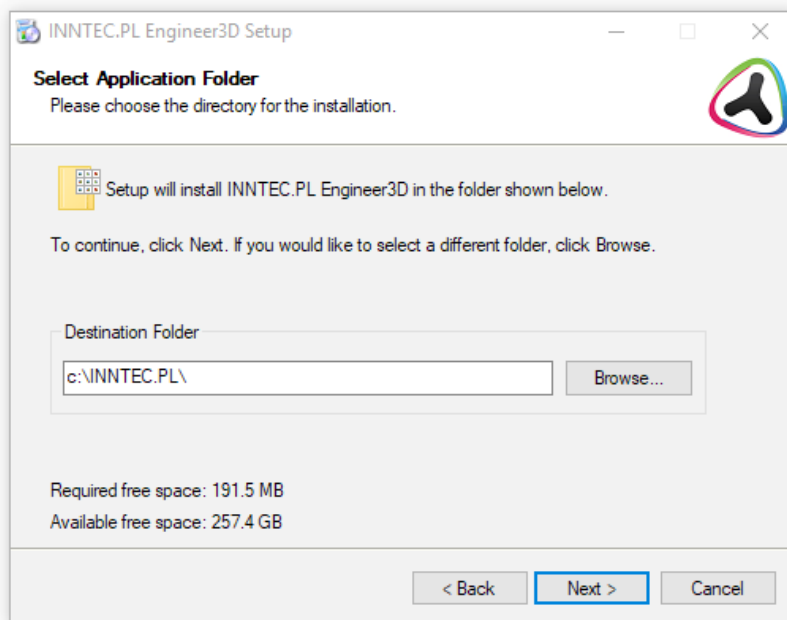 INNTEC.PL Engineer3D Setup
Select Application Folder
Please choose the directory for the installation.
Setup will install INNTEC.PL Engineer3D in the folder shown below.
To continue, click Next. If you would like to select a different folder, click Browse.
Destination Folder
c:\INNTEC.PL\
Browse...
Required free space: 191.5 MB
Available free space: 257.4 GB
< Back
Next >
Cancel